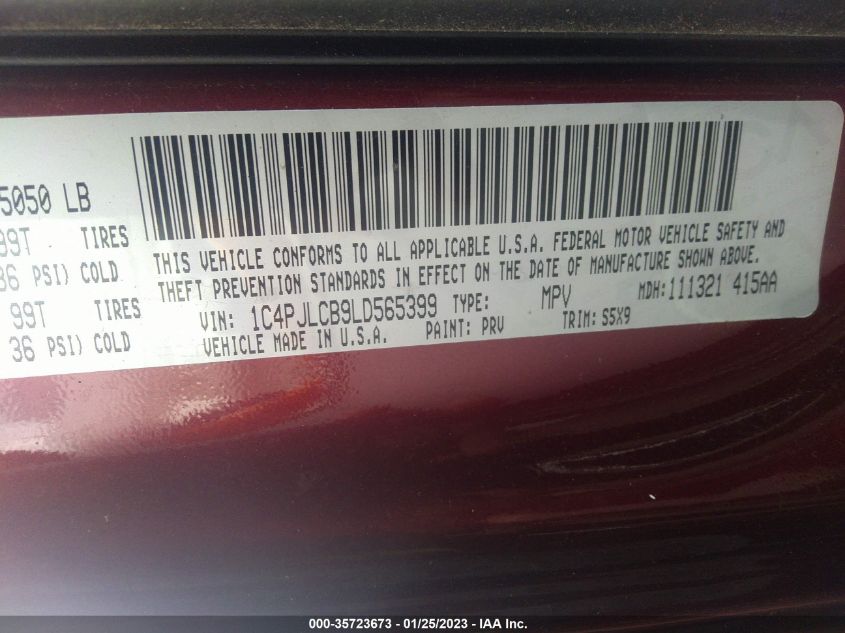 5050 LB
99T TIRES
36 PSI) COLD
99T TIRES
36 PSI) COLD
THIS VEHICLE CONFORMS TO ALL APPLICABLE U.S.A. FEDERAL MOTOR VEHICLE SAFETY AND
THEFT PREVENTION STANDARDS IN EFFECT ON THE DATE OF MANUFACTURE SHOWN ABOVE.
VIN: 1C4PJLCB9LD565399 TYPE: MPV MDH: 111321 415AA
VEHICLE MADE IN U.S.A. PAINT: PRV TRIM: S5X9
000-35723673 – 01/25/2023 – IAA Inc.